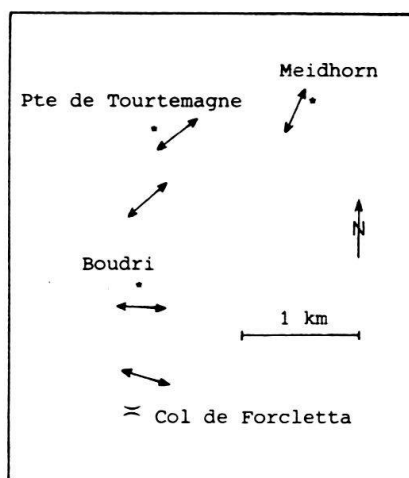 Meidhorn
Pte de Tourtemagne
N
Boudri
1 km
Col de Forcletta